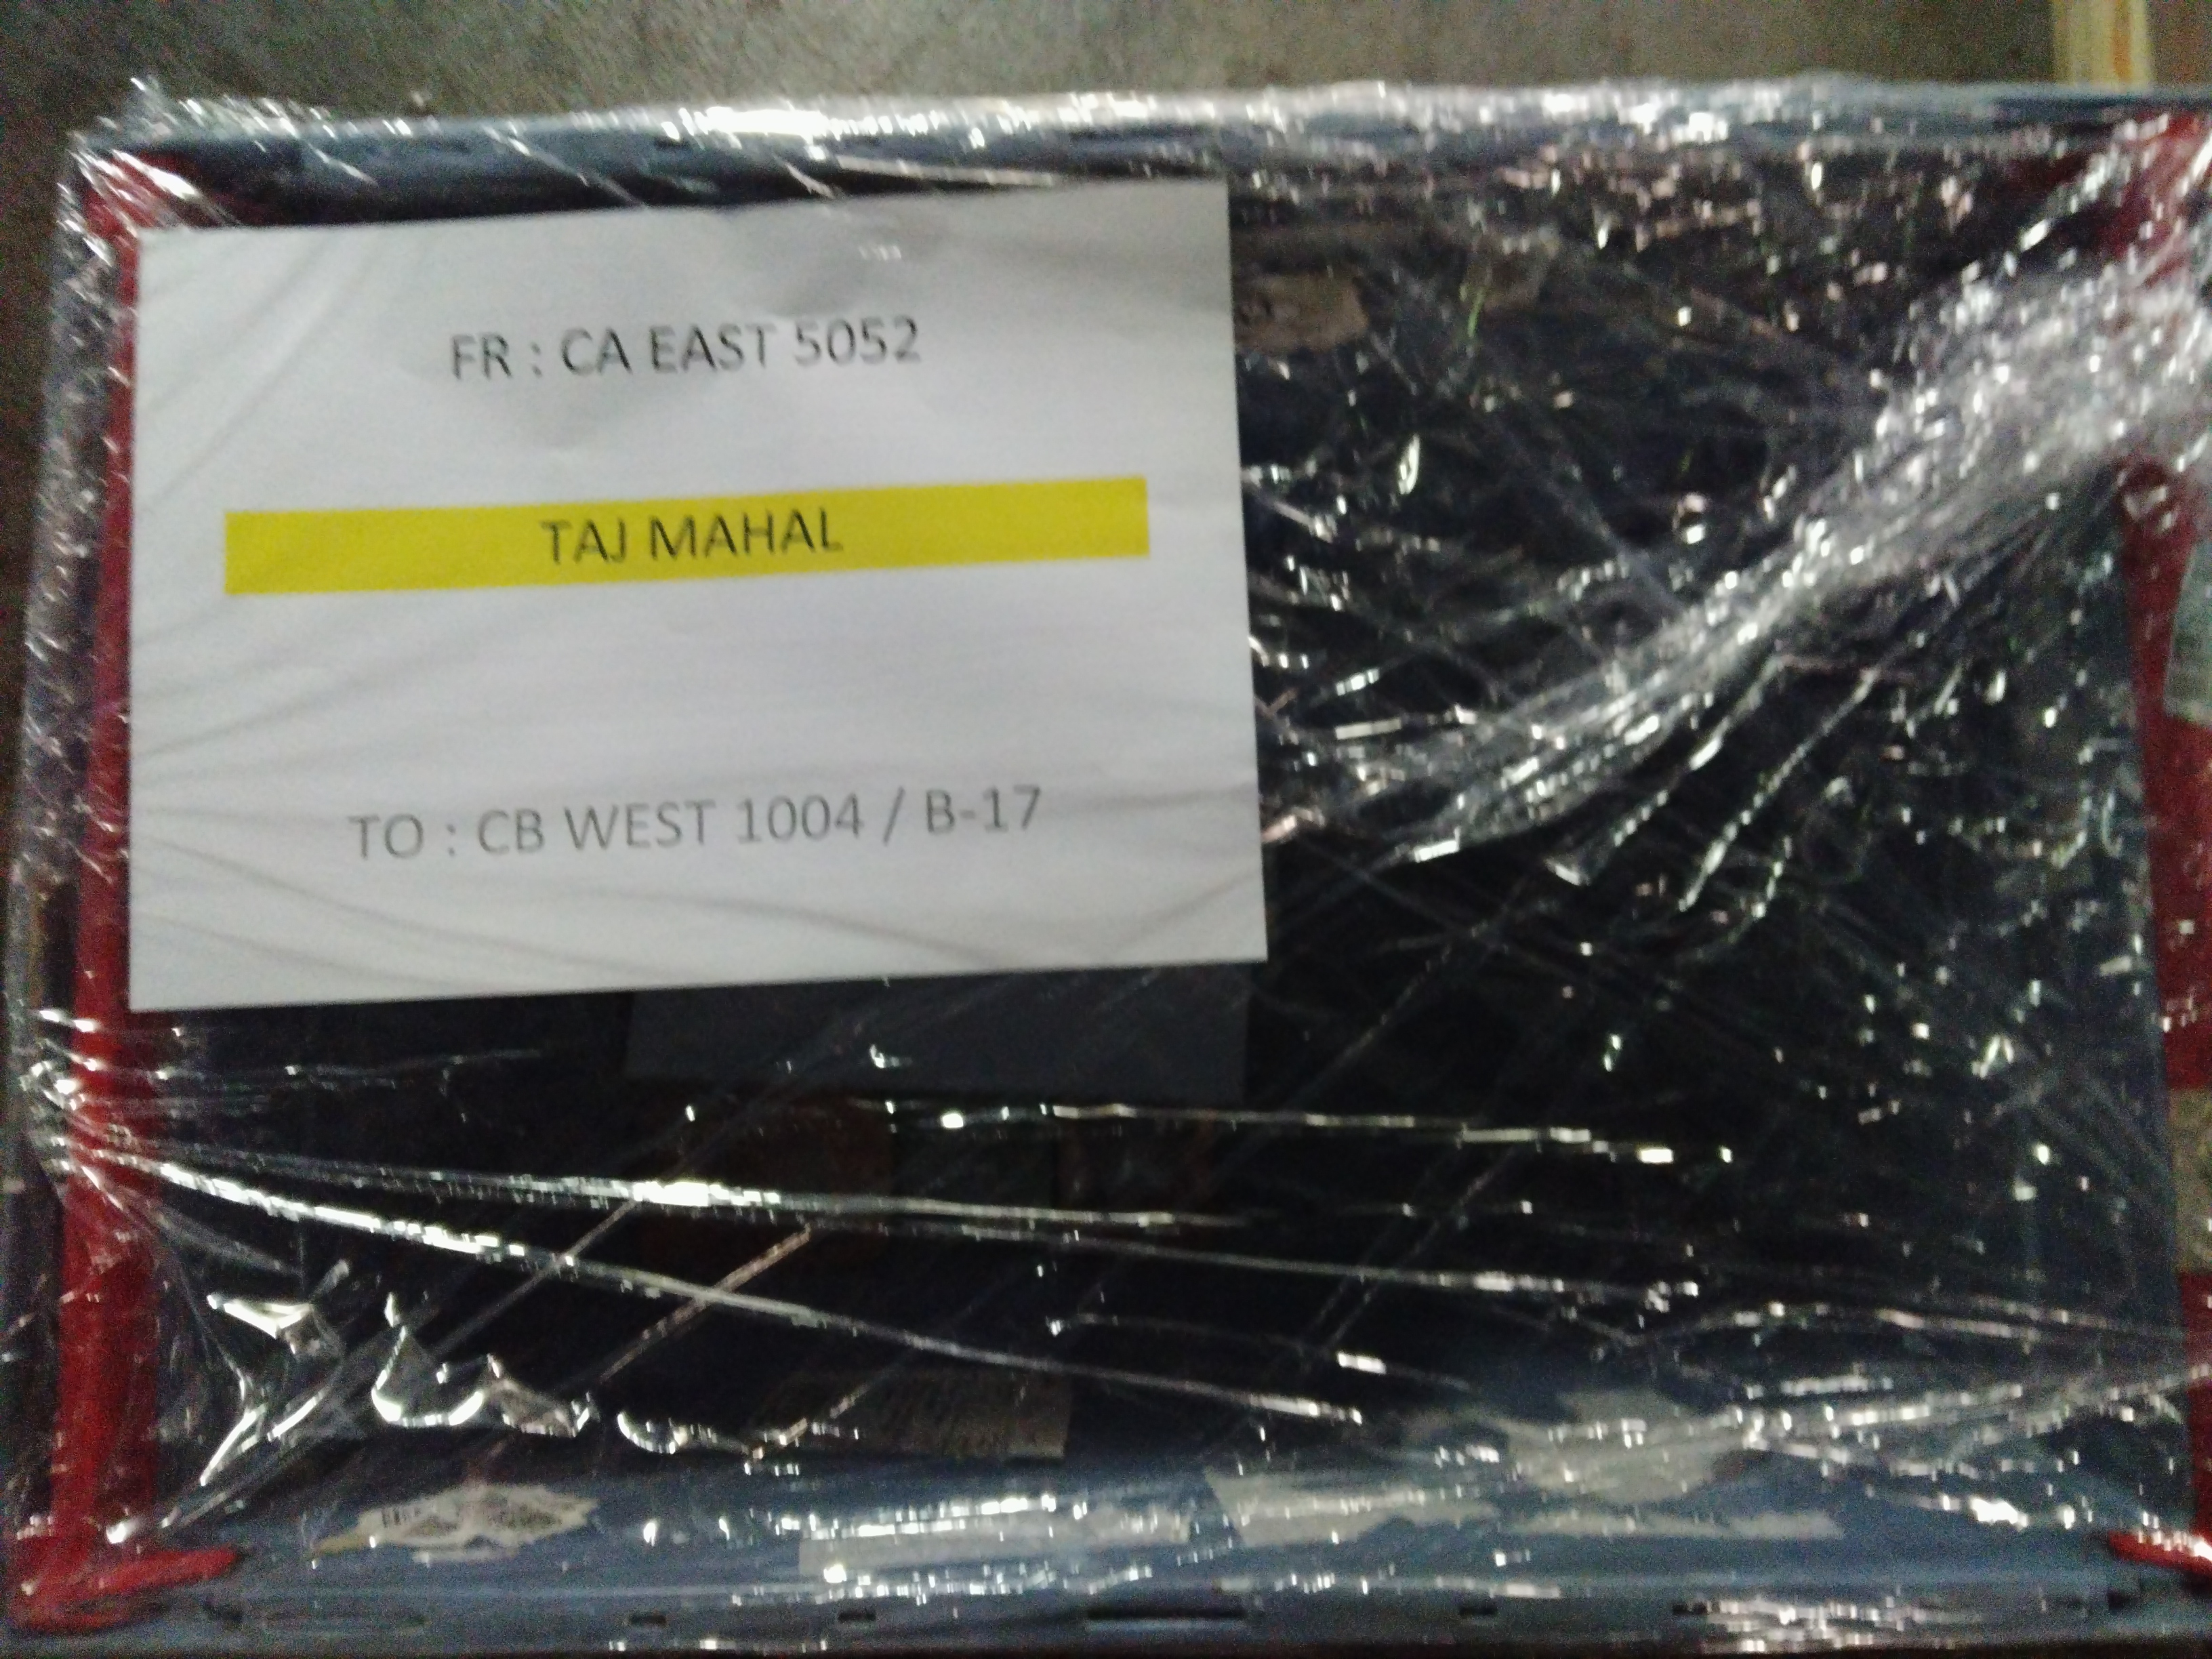 FR : CA EAST 5052
TAJ MAHAL
TO : CB WEST 1004 / B-17